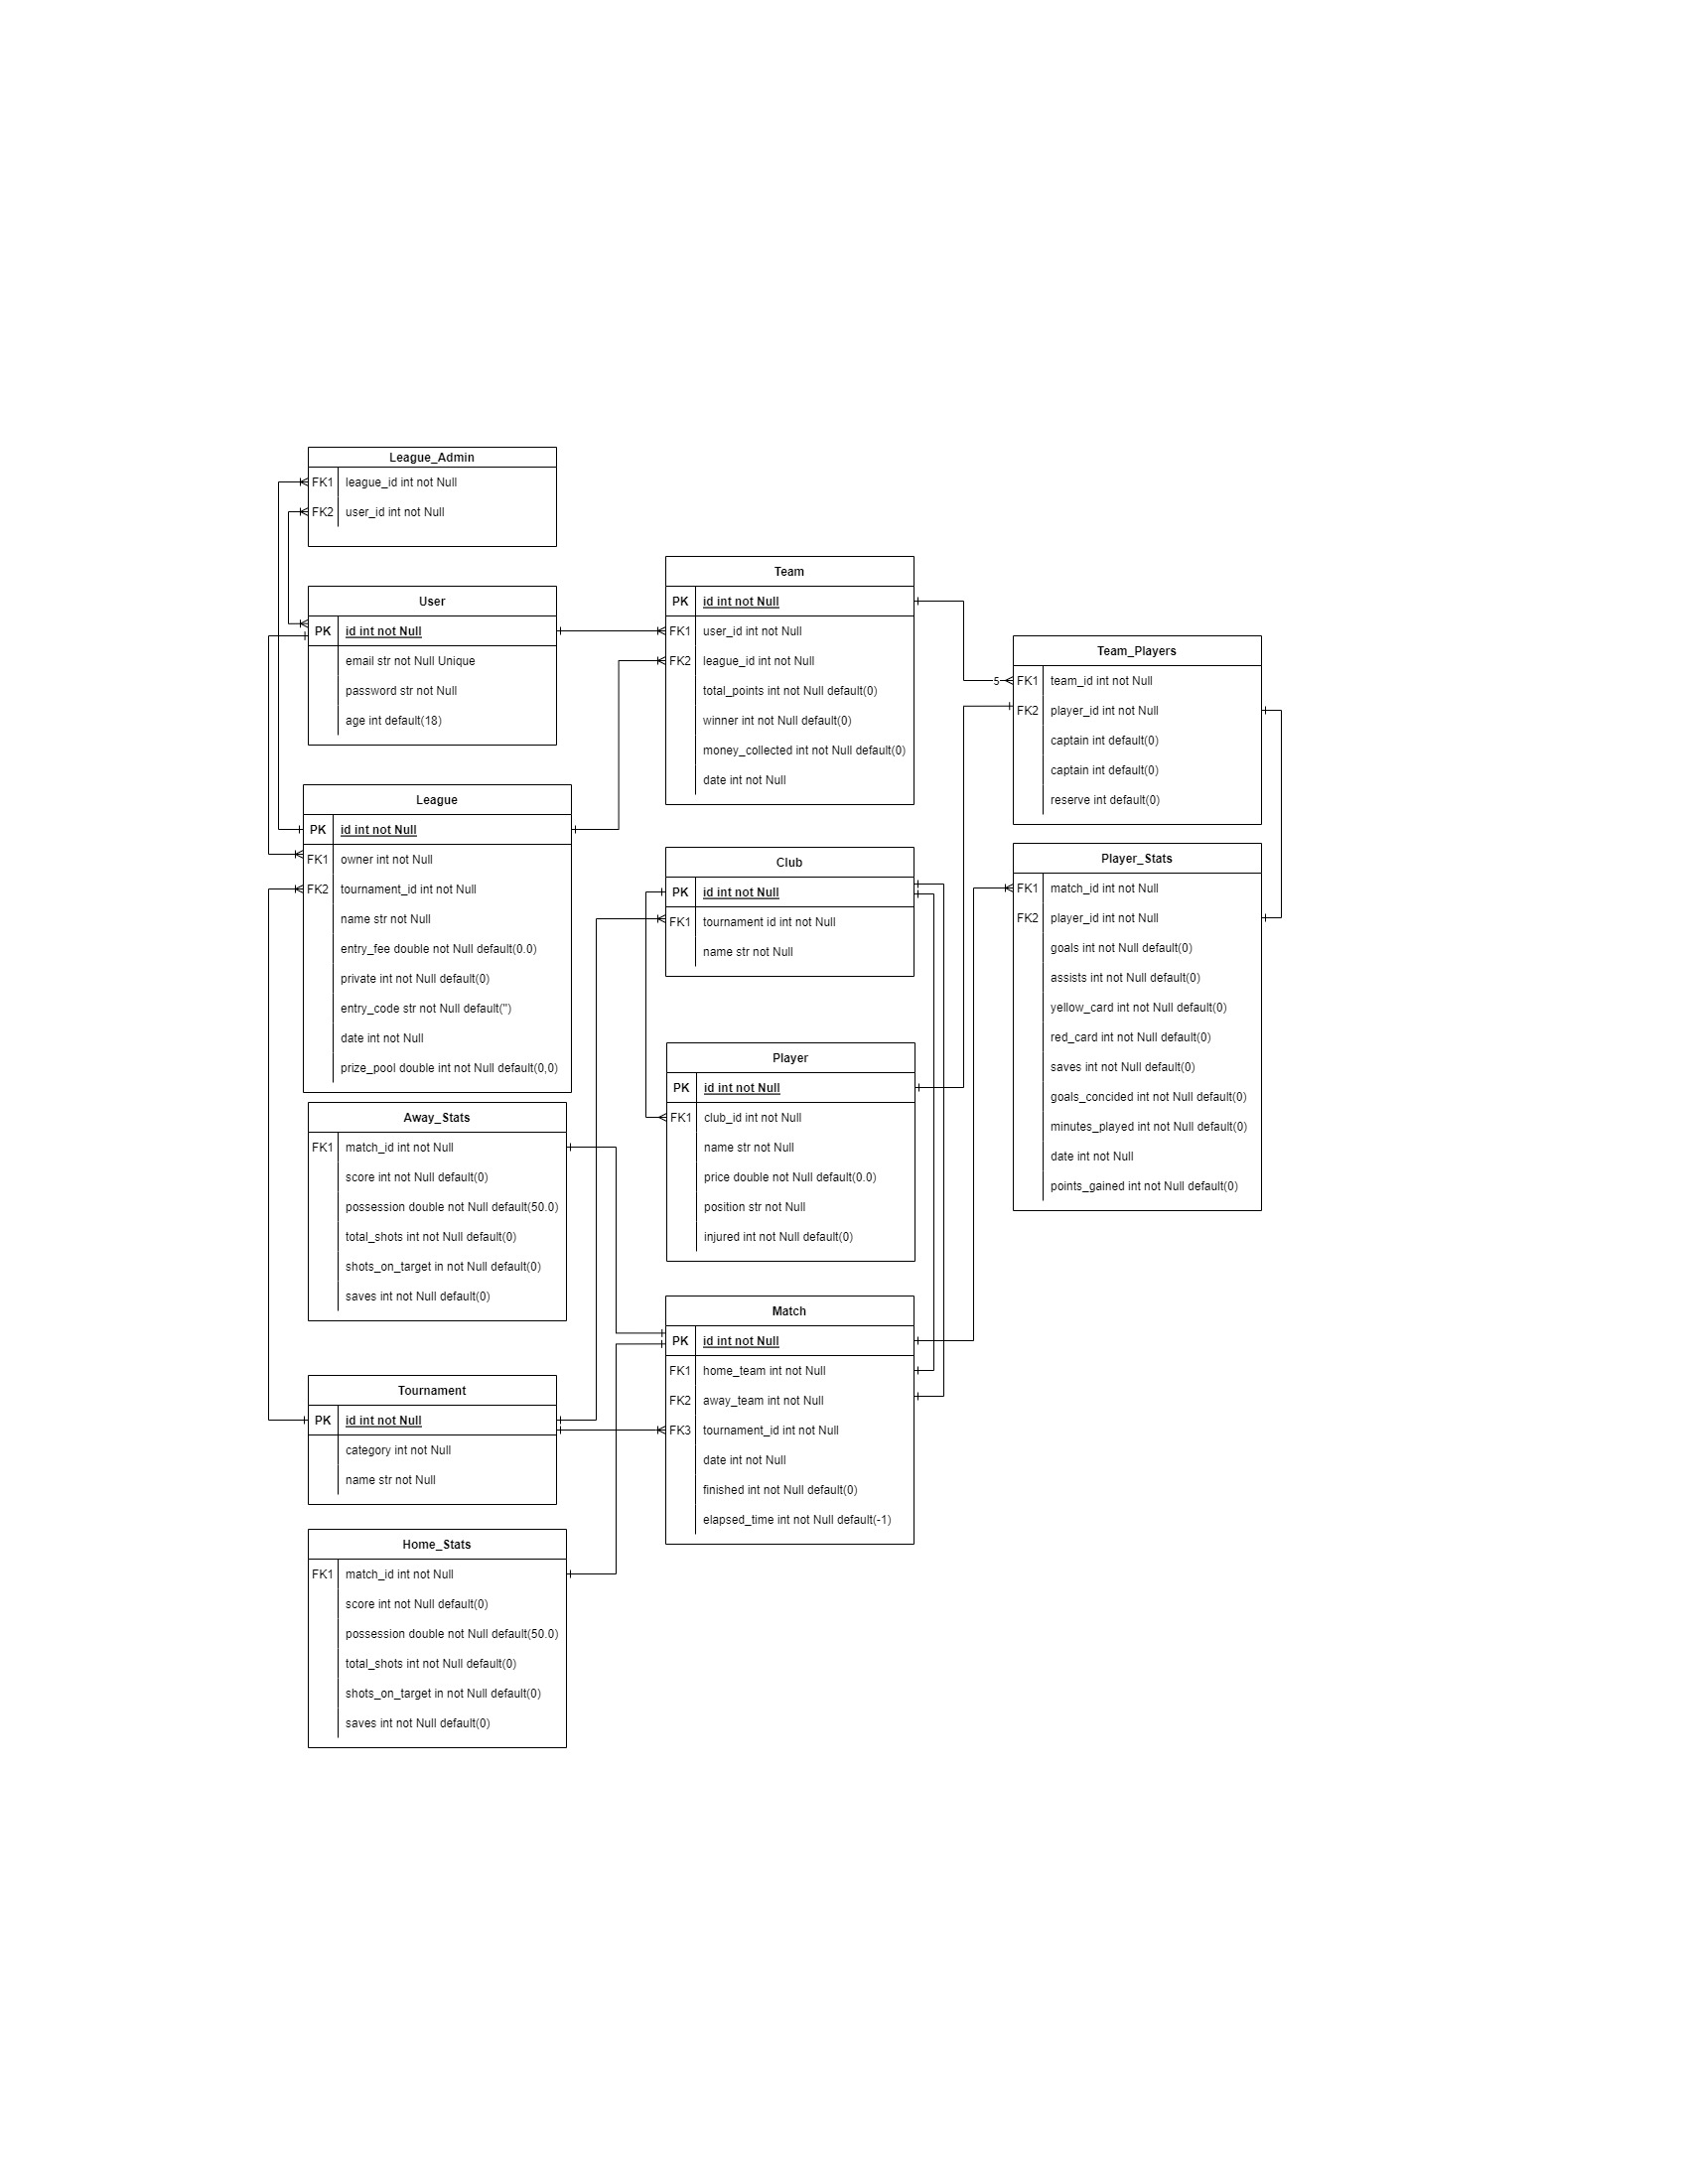 League_Admin
FK1 league_id int not Null
FK2 user_id int not Null
User
PK id int not Null
email str not Null Unique
password str not Null
age int default(18)
League
PK id int not Null
FK1 owner int not Null
FK2 tournament_id int not Null
name str not Null
entry_fee double not Null default(0.0)
private int not Null default(0)
entry_code str not Null default('')
date int not Null
prize_pool double int not Null default(0,0)
Away_Stats
FK1 match_id int not Null
score int not Null default(0)
possession double not Null default(50.0)
total_shots int not Null default(0)
shots_on_target in not Null default(0)
saves int not Null default(0)
Tournament
PK id int not Null
category int not Null
name str not Null
Home_Stats
FK1 match_id int not Null
score int not Null default(0)
possession double not Null default(50.0)
total_shots int not Null default(0)
shots_on_target in not Null default(0)
saves int not Null default(0)
Team
PK id int not Null
FK1 user_id int not Null
FK2 league_id int not Null
total_points int not Null default(0)
winner int not Null default(0)
money_collected int not Null default(0)
date int not Null
Club
PK id int not Null
FK1 tournament id int not Null
name str not Null
Player
PK id int not Null
FK1 club_id int not Null
name str not Null
price double not Null default(0.0)
position str not Null
injured int not Null default(0)
Match
PK id int not Null
FK1 home_team int not Null
FK2 away_team int not Null
FK3 tournament_id int not Null
date int not Null
finished int not Null default(0)
elapsed_time int not Null default(-1)
Team_Players
5 FK1 team_id int not Null
FK2 player_id int not Null
captain int default(0)
captain int default(0)
reserve int default(0)
Player_Stats
FK1 match_id int not Null
FK2 player_id int not Null
goals int not Null default(0)
assists int not Null default(0)
yellow_card int not Null default(0)
red_card int not Null default(0)
saves int not Null default(0)
goals_concided int not Null default(0)
minutes_played int not Null default(0)
date int not Null
points_gained int not Null default(0)